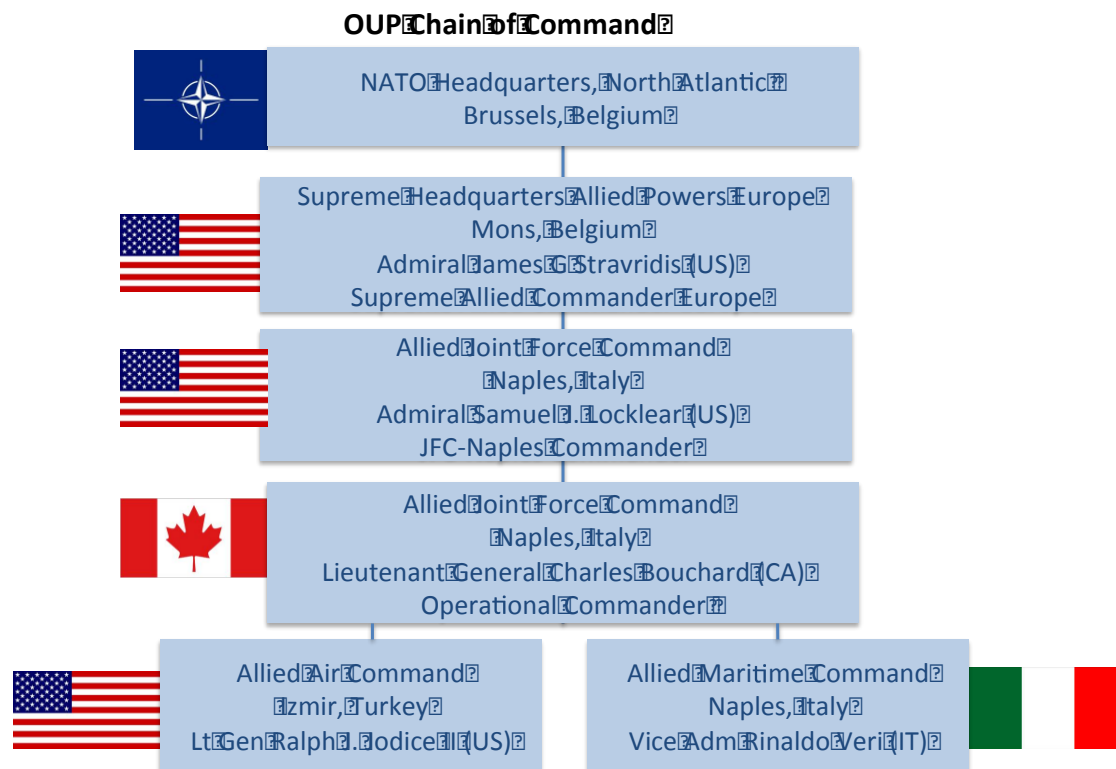 OUP Chain of Command
NATO Headquarters, North Atlantic
Brussels, Belgium
Supreme Headquarters Allied Powers Europe
Mons, Belgium
Admiral James G Stravridis (US)
Supreme Allied Commander Europe
Allied Joint Force Command
Naples, Italy
Admiral Samuel J. Locklear (US)
JFC-Naples Commander
Allied Joint Force Command
Naples, Italy
Lieutenant General Charles Bouchard (CA)
Operational Commander
Allied Air Command
Izmir, Turkey
Lt Gen Ralph J. Jodice II (US)
Allied Maritime Command
Naples, Italy
Vice Adm Rinaldo Veri (IT)